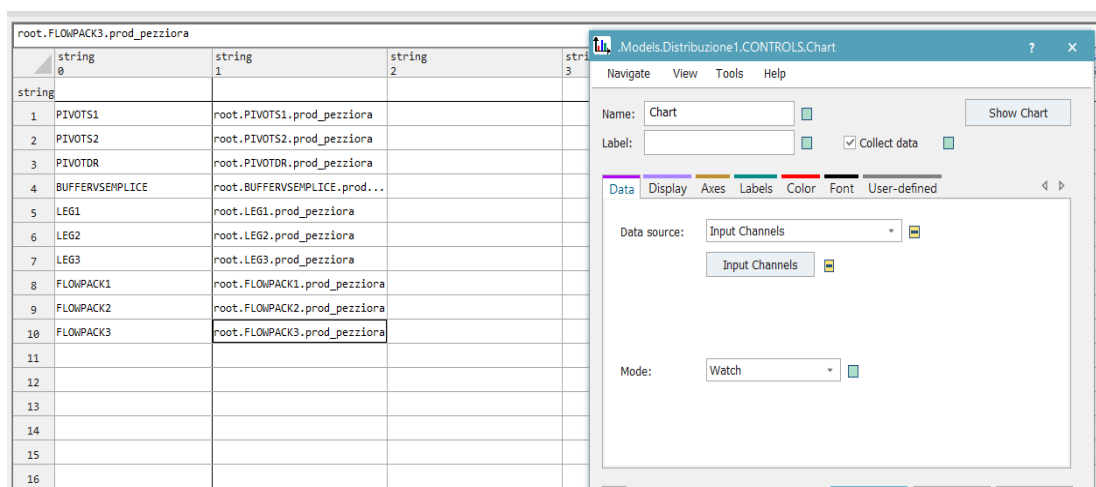 root.FLOWPACK3.prod_pezziora
string string string stri
0 1 2 3
string
1 PIVOTS1 root.PIVOTS1.prod_pezziora
2 PIVOTS2 root.PIVOTS2.prod_pezziora
3 PIVOTDR root.PIVOTDR.prod_pezziora
4 BUFFERVSEMPLICE root.BUFFERVSEMPLICE.prod...
5 LEG1 root.LEG1.prod_pezziora
6 LEG2 root.LEG2.prod_pezziora
7 LEG3 root.LEG3.prod_pezziora
8 FLOWPACK1 root.FLOWPACK1.prod_pezziora
9 FLOWPACK2 root.FLOWPACK2.prod_pezziora
10 FLOWPACK3 root.FLOWPACK3.prod_pezziora
11
12
13
14
15
16
.Models.Distribuzione1.CONTROLS.Chart ? ×
Navigate View Tools Help
Name: Chart Show Chart
Label: Collect data
Data Display Axes Labels Color Font User-defined
Data source: Input Channels
Input Channels
Mode: Watch